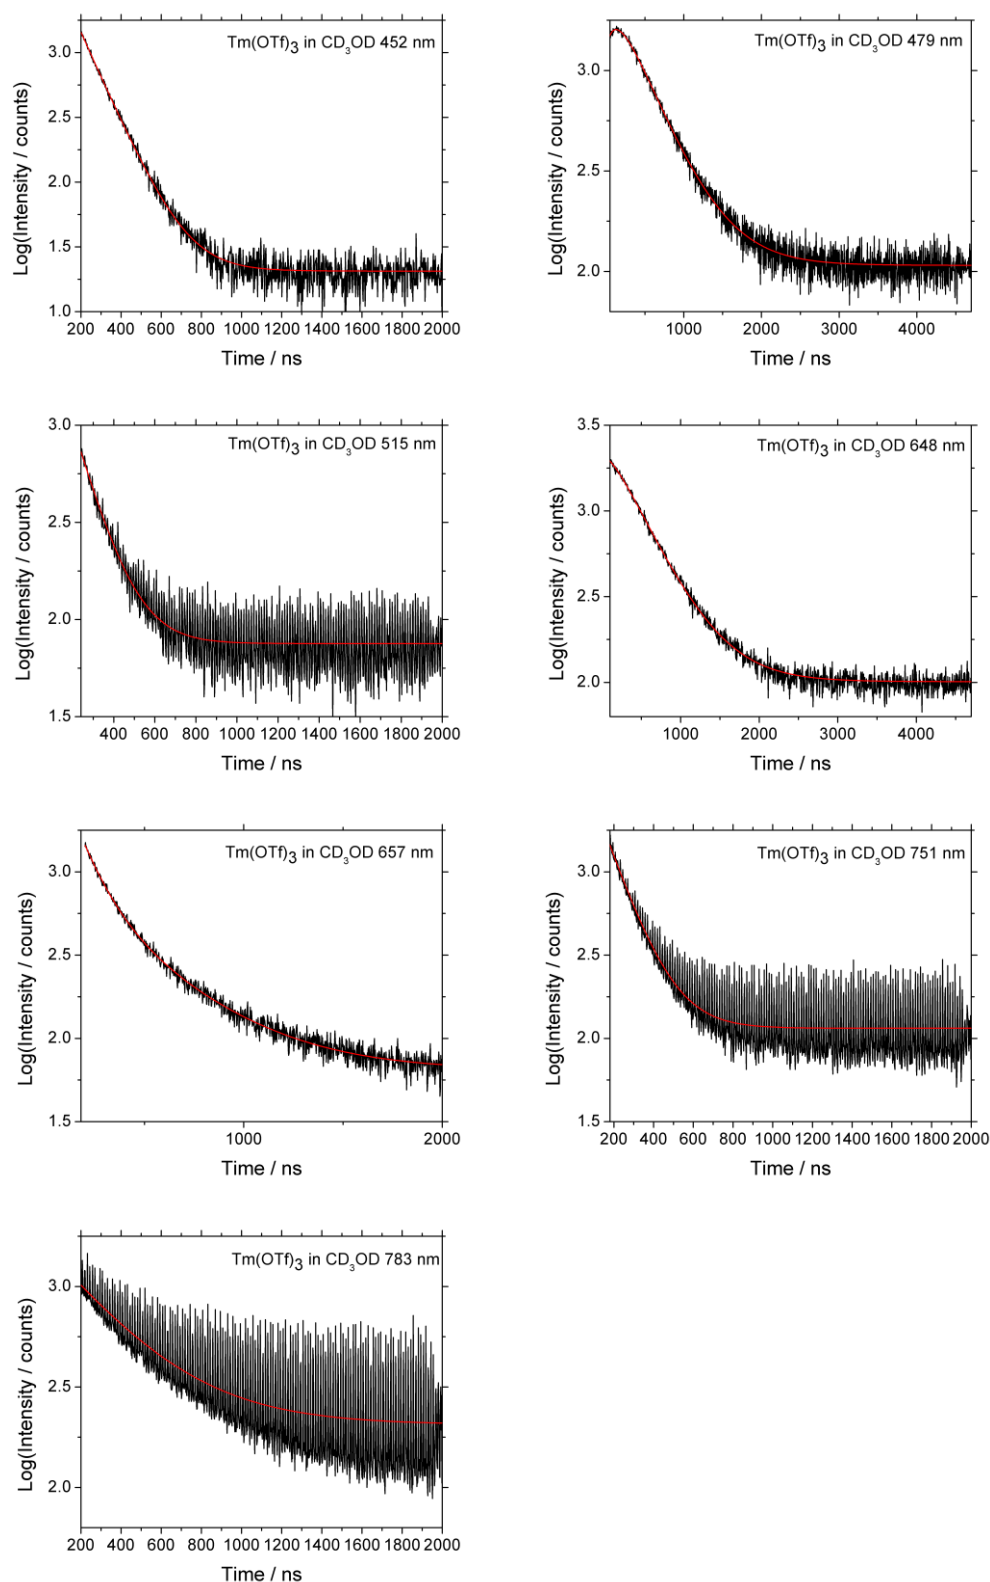 Tm(OTf)3 in CD3OD 452 nm
3.0
2.5
2.0
1.5
1.0
Log(Intensity / counts)
200 400 600 800 1000 1200 1400 1600 1800 2000
Time / ns
Tm(OTf)3 in CD3OD 479 nm
3.0
2.5
2.0
Log(Intensity / counts)
1000 2000 3000 4000
Time / ns
Tm(OTf)3 in CD3OD 515 nm
3.0
2.5
2.0
1.5
Log(Intensity / counts)
400 600 800 1000 1200 1400 1600 1800 2000
Time / ns
Tm(OTf)3 in CD3OD 648 nm
3.5
3.0
2.5
2.0
Log(Intensity / counts)
1000 2000 3000 4000
Time / ns
Tm(OTf)3 in CD3OD 657 nm
3.0
2.5
2.0
1.5
Log(Intensity / counts)
1000 2000
Time / ns
Tm(OTf)3 in CD3OD 751 nm
3.0
2.5
2.0
1.5
Log(Intensity / counts)
200 400 600 800 1000 1200 1400 1600 1800 2000
Time / ns
Tm(OTf)3 in CD3OD 783 nm
3.0
2.5
2.0
Log(Intensity / counts)
200 400 600 800 1000 1200 1400 1600 1800 2000
Time / ns